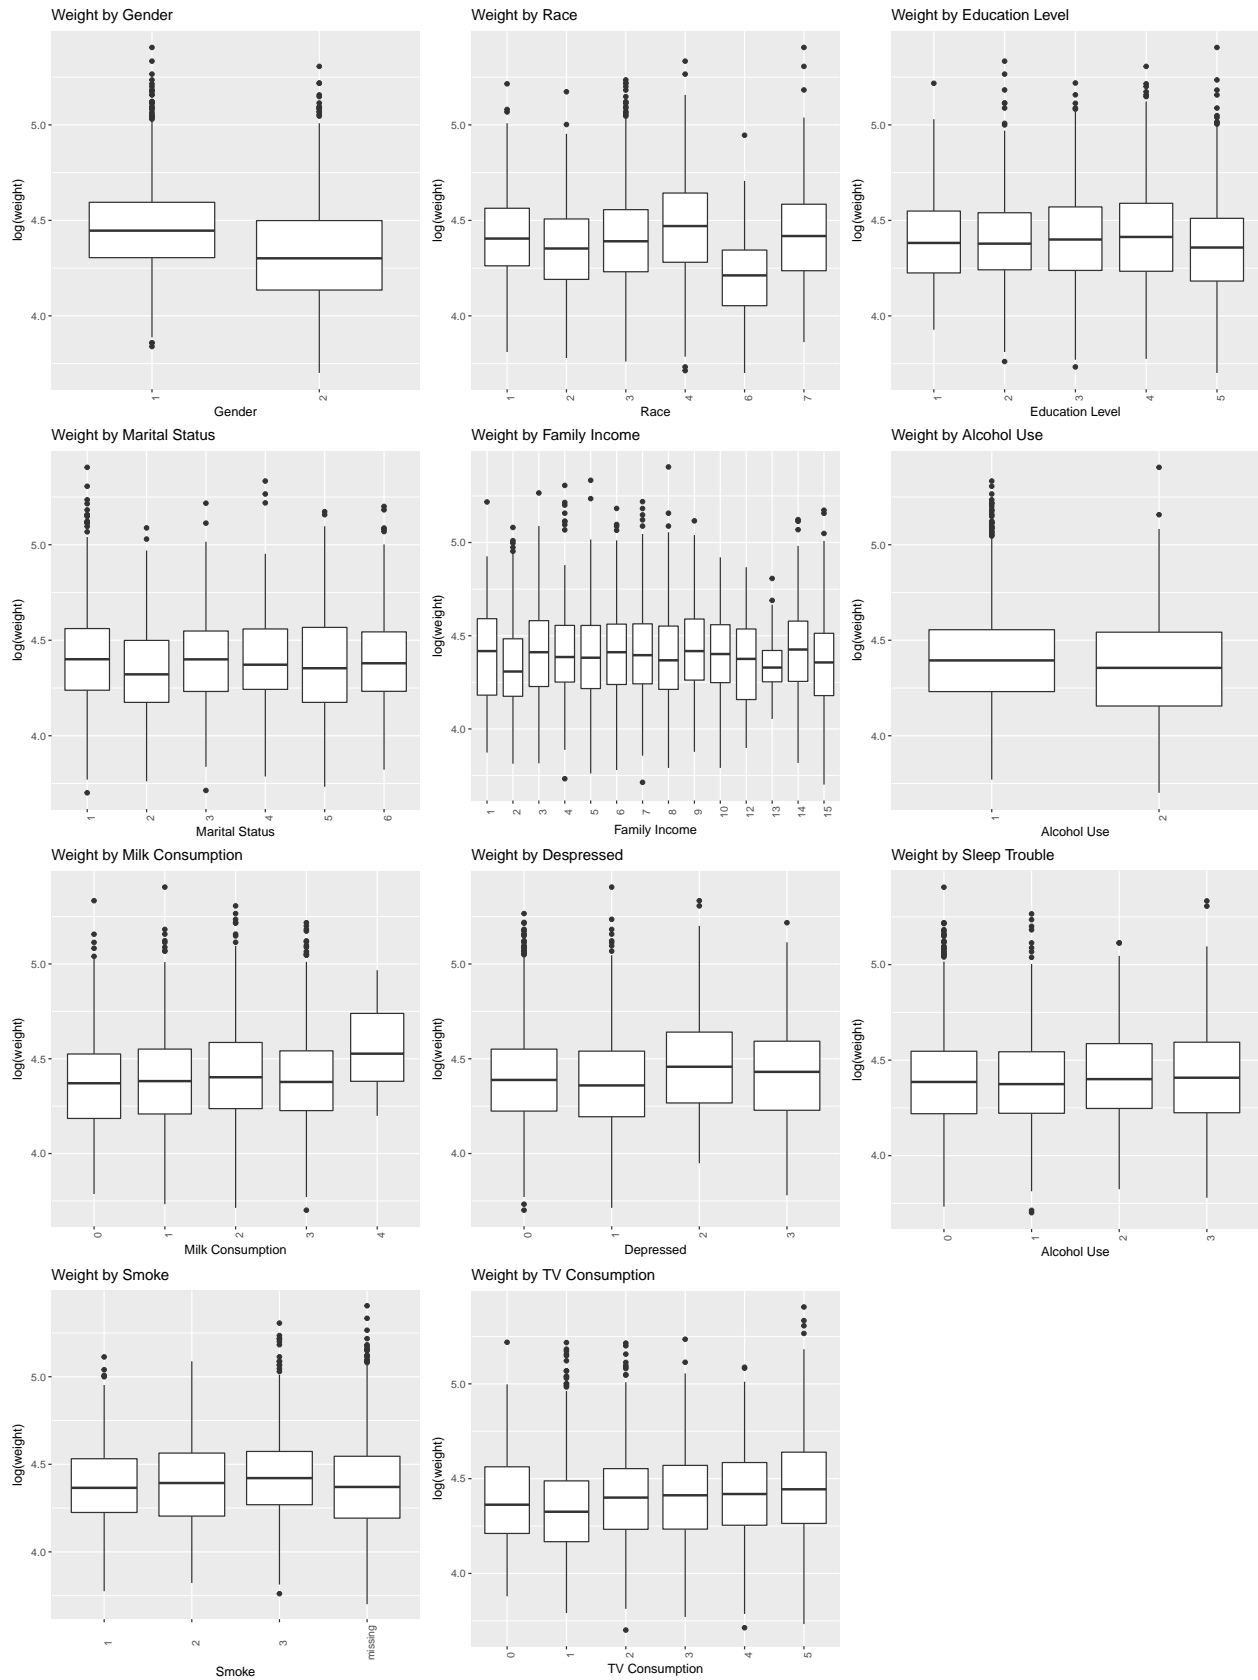 Weight by Gender
5.0
4.5
4.0
log(weight)
1
2
Gender
Weight by Race
5.0
4.5
4.0
log(weight)
1
2
3
4
6
7
Race
Weight by Education Level
5.0
4.5
4.0
log(weight)
1
2
3
4
5
Education Level
Weight by Marital Status
5.0
4.5
4.0
log(weight)
1
2
3
4
5
6
Marital Status
Weight by Family Income
5.0
4.5
4.0
log(weight)
1
2
3
4
5
6
7
8
9
10
12
13
14
15
Family Income
Weight by Alcohol Use
5.0
4.5
4.0
log(weight)
1
2
Alcohol Use
Weight by Milk Consumption
5.0
4.5
4.0
log(weight)
0
1
2
3
4
Milk Consumption
Weight by Despressed
5.0
4.5
4.0
log(weight)
0
1
2
3
Depressed
Weight by Sleep Trouble
5.0
4.5
4.0
log(weight)
0
1
2
3
Alcohol Use
Weight by Smoke
5.0
4.5
4.0
log(weight)
1
2
3
missing
Smoke
Weight by TV Consumption
5.0
4.5
4.0
log(weight)
0
1
2
3
4
5
TV Consumption